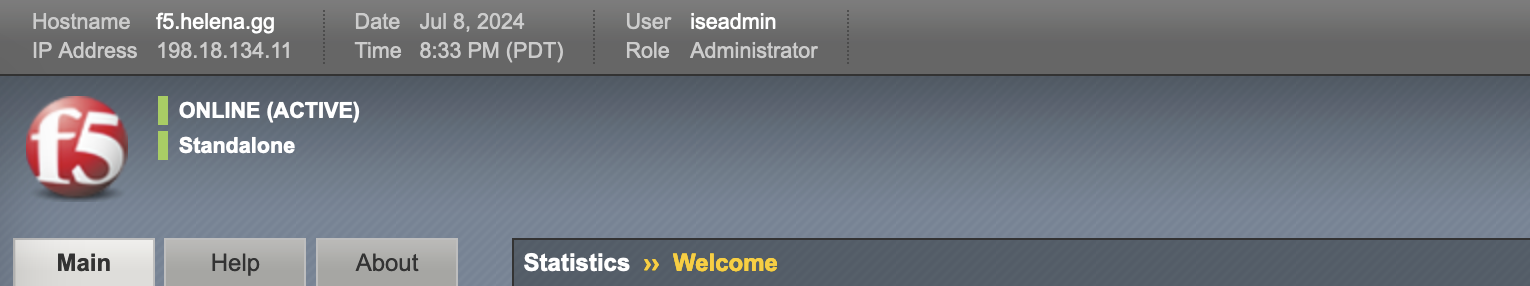 Hostname f5.helena.gg Date Jul 8, 2024 User iseadmin
IP Address 198.18.134.11 Time 8:33 PM (PDT) Role Administrator
f5
ONLINE (ACTIVE)
Standalone
Main Help About Statistics ›› Welcome